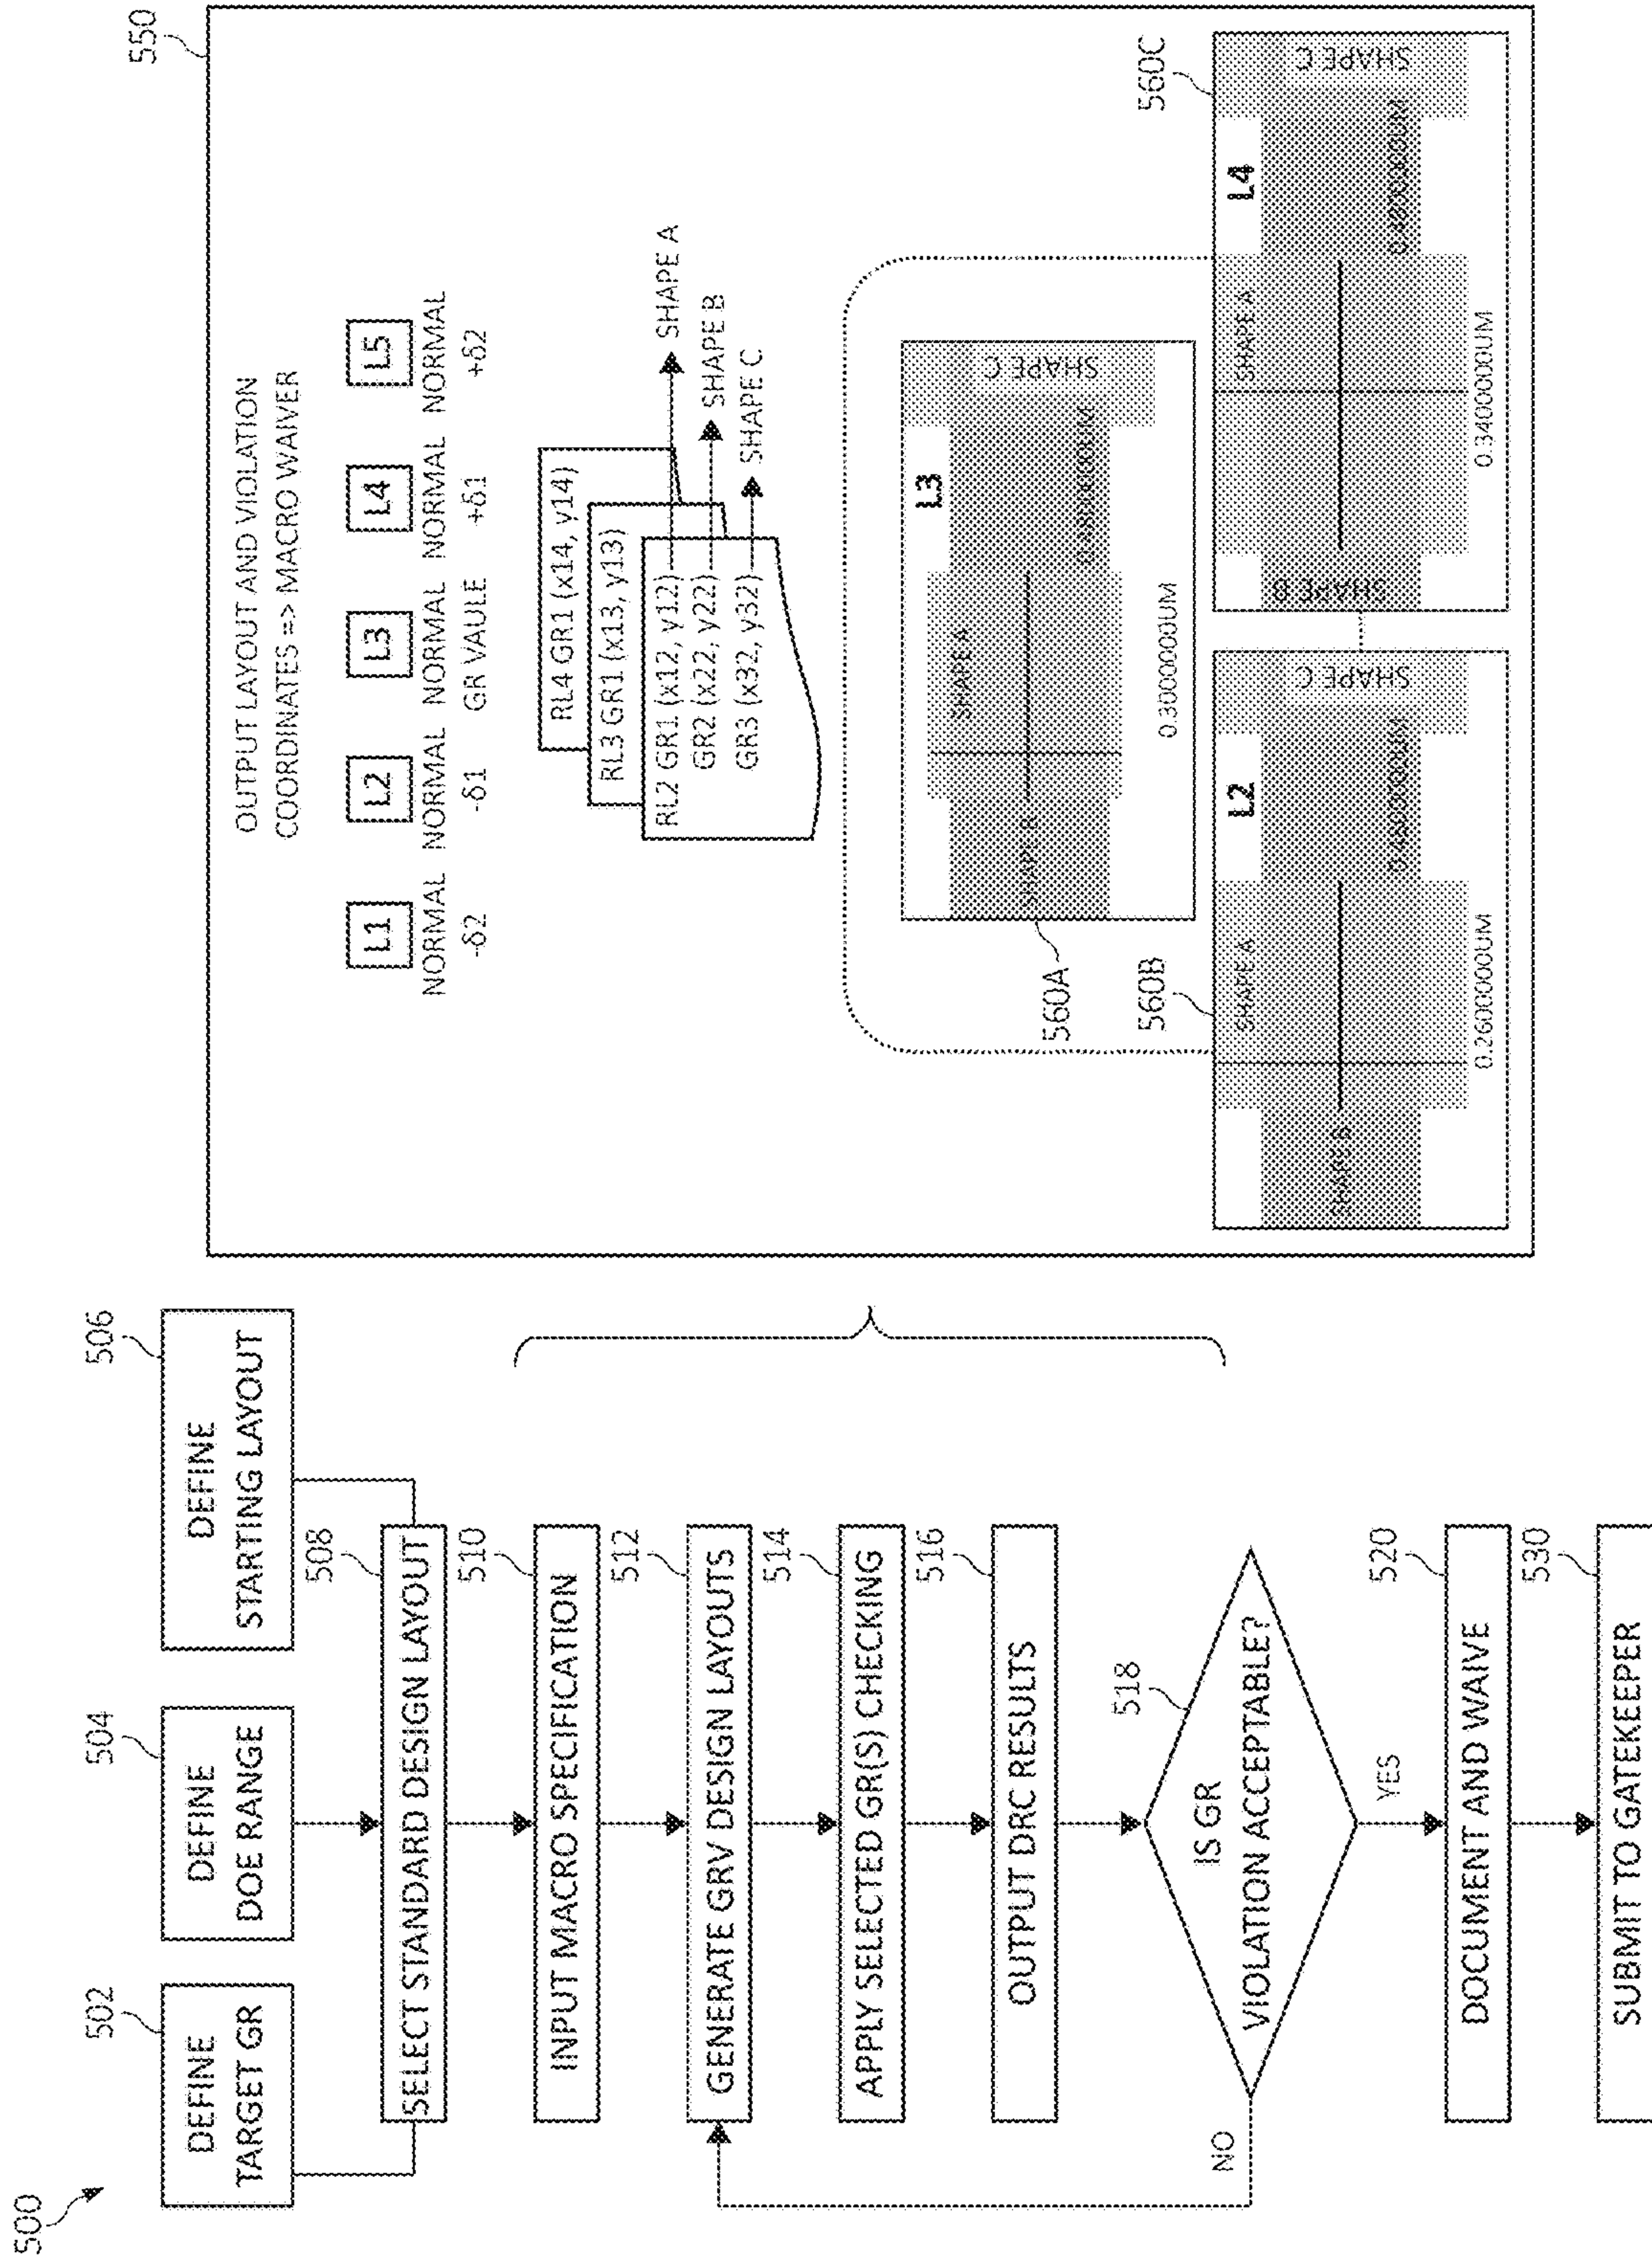 500
502
DEFINE
TARGET GR
504
DEFINE
DOE RANGE
506
DEFINE
STARTING LAYOUT
508
SELECT STANDARD DESIGN LAYOUT
510
INPUT MACRO SPECIFICATION
512
GENERATE GRV DESIGN LAYOUTS
514
APPLY SELECTED GR(S) CHECKING
516
OUTPUT DRC RESULTS
518
IS GR
VIOLATION ACCEPTABLE?
NO
YES
520
DOCUMENT AND WAIVE
530
SUBMIT TO GATEKEEPER
550
OUTPUT LAYOUT AND VIOLATION
COORDINATES => MACRO WAIVER
L1 L2 L3 L4 L5
NORMAL NORMAL NORMAL NORMAL NORMAL
-δ2 -δ1 GR VAULE +δ1 +δ2
RL4 GR1 (x14, y14)
RL3 GR1 (x13, y13)
RL2 GR1 (x12, y12) SHAPE A
GR2 (x22, y22) SHAPE B
GR3 (x32, y32) SHAPE C
560A
L3
SHAPE A
SHAPE B
SHAPE C
0.480000UM
0.300000UM
560B
L2
SHAPE A
SHAPE B
SHAPE C
0.480000UM
0.260000UM
560C
L4
SHAPE A
SHAPE B
SHAPE C
0.480000UM
0.340000UM